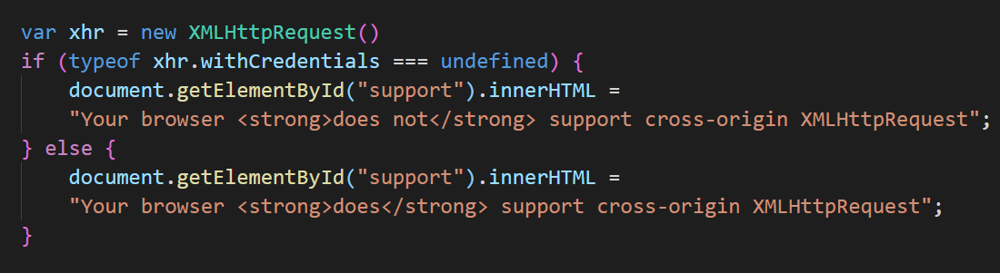 var xhr = new XMLHttpRequest()
if (typeof xhr.withCredentials === undefined) {
    document.getElementById("support").innerHTML =
    "Your browser <strong>does not</strong> support cross-origin XMLHttpRequest";
} else {
    document.getElementById("support").innerHTML =
    "Your browser <strong>does</strong> support cross-origin XMLHttpRequest";
}